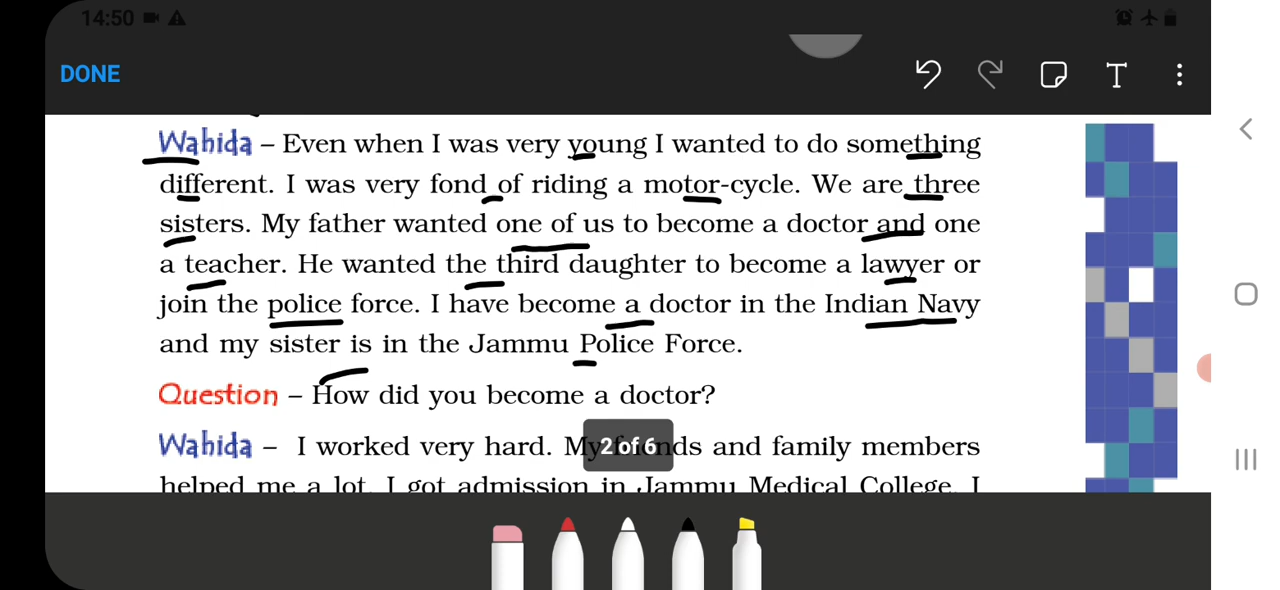 14:50
DONE
T
Wahida – Even when I was very young I wanted to do something
different. I was very fond of riding a motor-cycle. We are three
sisters. My father wanted one of us to become a doctor and one
a teacher. He wanted the third daughter to become a lawyer or
join the police force. I have become a doctor in the Indian Navy
and my sister is in the Jammu Police Force.
Question – How did you become a doctor?
Wahida – I worked very hard. My and family members
2 of 6
helped me a lot. I got admission in Jammu Medical College. I